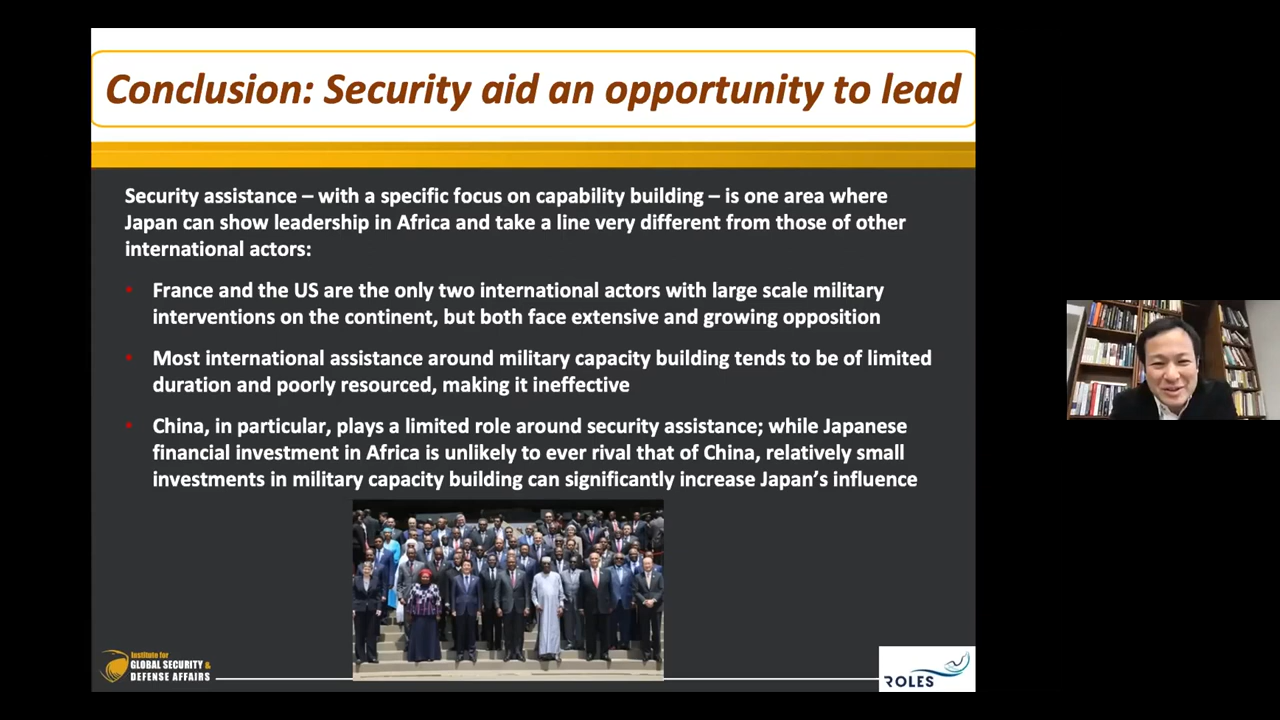 Conclusion: Security aid an opportunity to lead
Security assistance – with a specific focus on capability building – is one area where
Japan can show leadership in Africa and take a line very different from those of other
international actors:
• France and the US are the only two international actors with large scale military
interventions on the continent, but both face extensive and growing opposition
• Most international assistance around military capacity building tends to be of limited
duration and poorly resourced, making it ineffective
• China, in particular, plays a limited role around security assistance; while Japanese
financial investment in Africa is unlikely to ever rival that of China, relatively small
investments in military capacity building can significantly increase Japan’s influence
Institute for
GLOBAL SECURITY &
DEFENSE AFFAIRS
ROLES